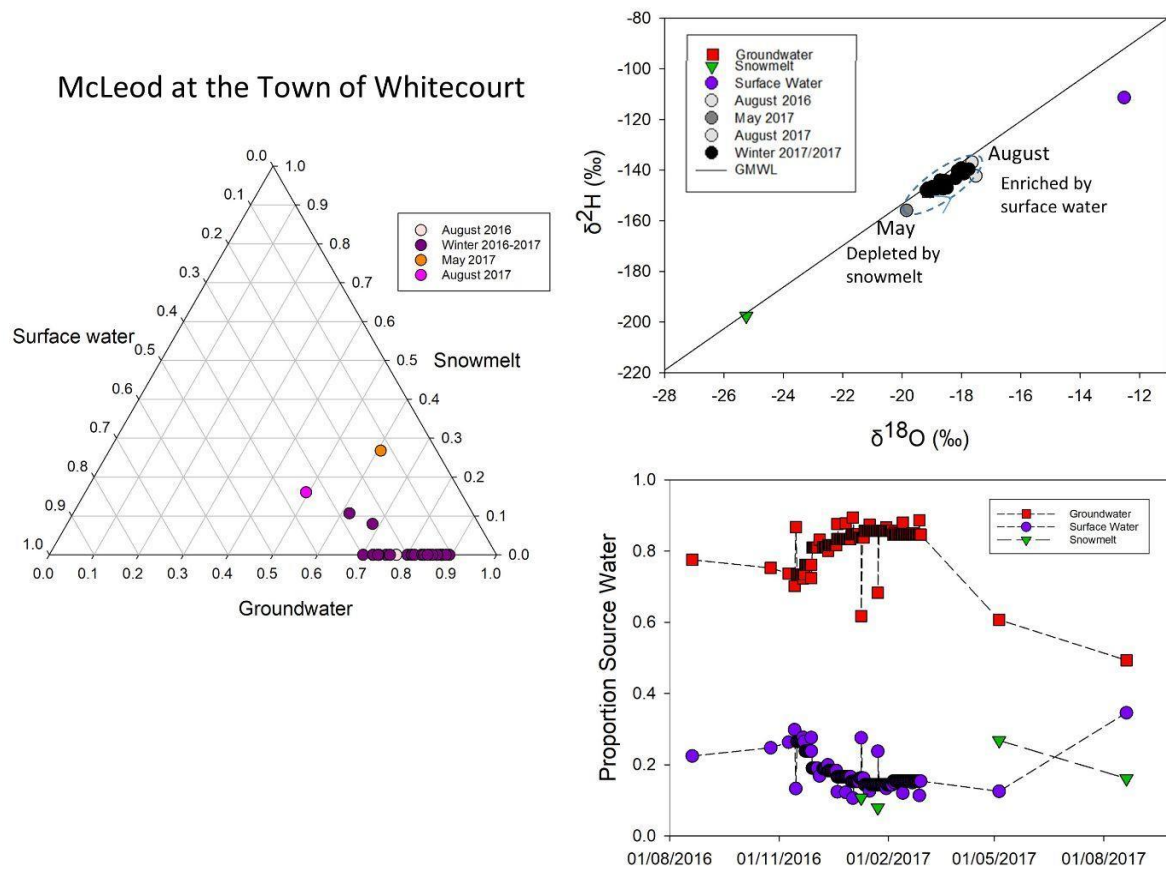 McLeod at the Town of Whitecourt
0.0
1.0
0.1
0.9
0.2
0.8
0.3
0.7
0.4
0.6
0.5
0.5
0.6
0.4
0.7
0.3
0.8
0.2
0.9
0.1
1.0
0.0
Surface water
Snowmelt
0.0 0.1 0.2 0.3 0.4 0.5 0.6 0.7 0.8 0.9 1.0
Groundwater
August 2016
Winter 2016-2017
May 2017
August 2017
-80
-100
-120
-140
-160
-180
-200
-220
δ²H (‰)
Groundwater
Snowmelt
Surface Water
August 2016
May 2017
August 2017
Winter 2017/2017
GMWL
August
Enriched by
surface water
May
Depleted by
snowmelt
-28 -26 -24 -22 -20 -18 -16 -14 -12
δ¹⁸O (‰)
1.0
0.8
0.6
0.4
0.2
0.0
Proportion Source Water
Groundwater
Surface Water
Snowmelt
01/08/2016 01/11/2016 01/02/2017 01/05/2017 01/08/2017